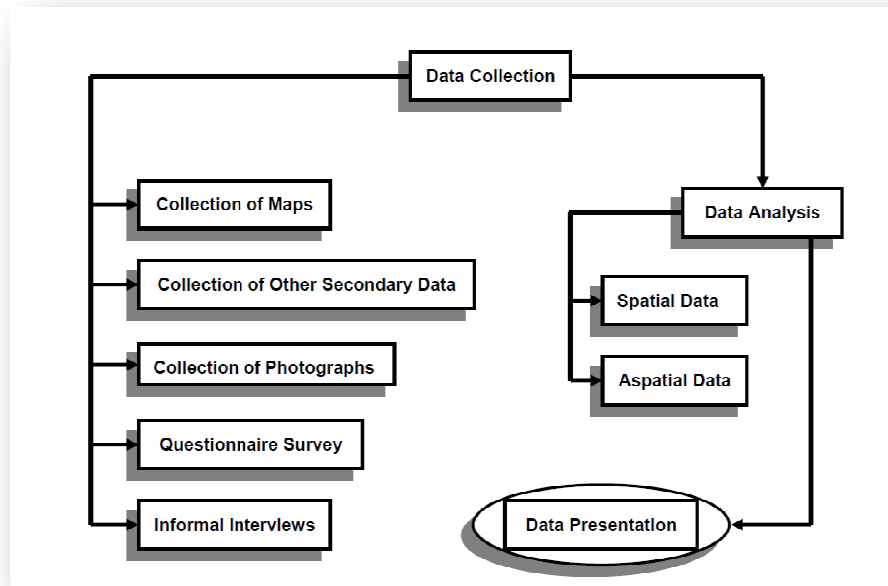 Data Collection
Collection of Maps
Data Analysis
Collection of Other Secondary Data
Spatial Data
Collection of Photographs
Aspatial Data
Questionnaire Survey
Informal Interviews
Data Presentation